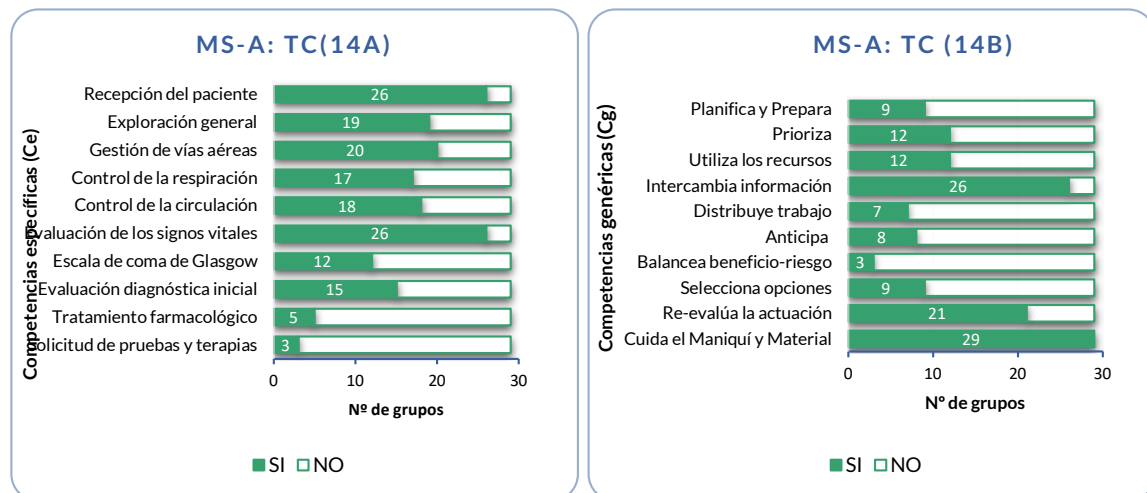 MS-A: TC(14A)
Competencias específicas (Ce)
Recepción del paciente
26
Exploración general
19
Gestión de vías aéreas
20
Control de la respiración
17
Control de la circulación
18
Evaluación de los signos vitales
26
Escala de coma de Glasgow
12
Evaluación diagnóstica inicial
15
Tratamiento farmacológico
5
Solicitud de pruebas y terapias
3
0 10 20 30
Nº de grupos
SI NO
MS-A: TC (14B)
Competencias genéricas (Cg)
Planifica y Prepara
9
Prioriza
12
Utiliza los recursos
12
Intercambia información
26
Distribuye trabajo
7
Anticipa
8
Balancea beneficio-riesgo
3
Selecciona opciones
9
Re-evalúa la actuación
21
Cuida el Maniquí y Material
29
0 10 20 30
N° de grupos
SI NO